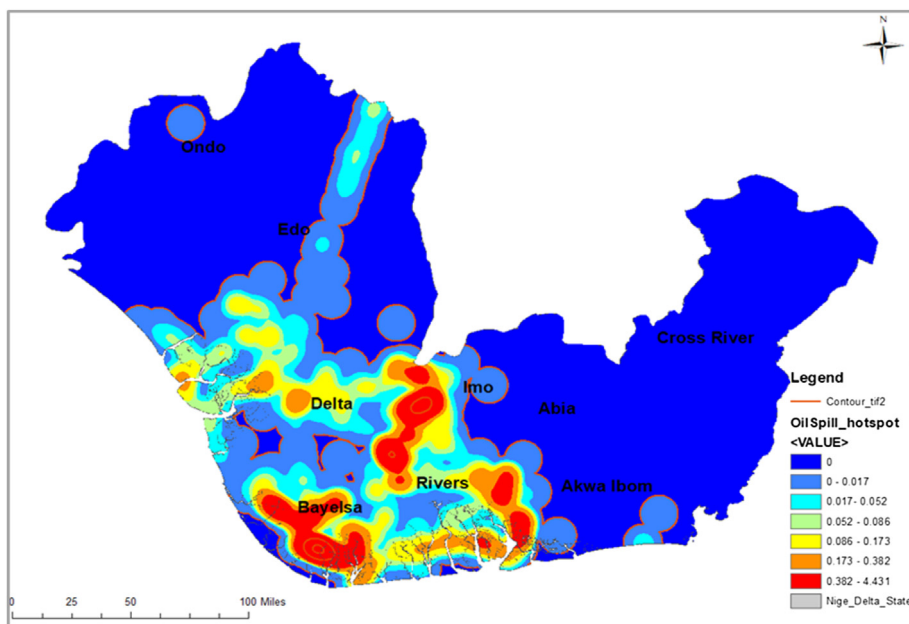 N
Ondo
Edo
Cross River
Imo
Delta
Abia
Rivers
Akwa Ibom
Bayelsa
Legend
Contour_tif2
OilSpill_hotspot
<VALUE>
0
0 - 0.017
0.017 - 0.052
0.052 - 0.086
0.086 - 0.173
0.173 - 0.382
0.382 - 4.431
Nige_Delta_State
0 25 50 100 Miles